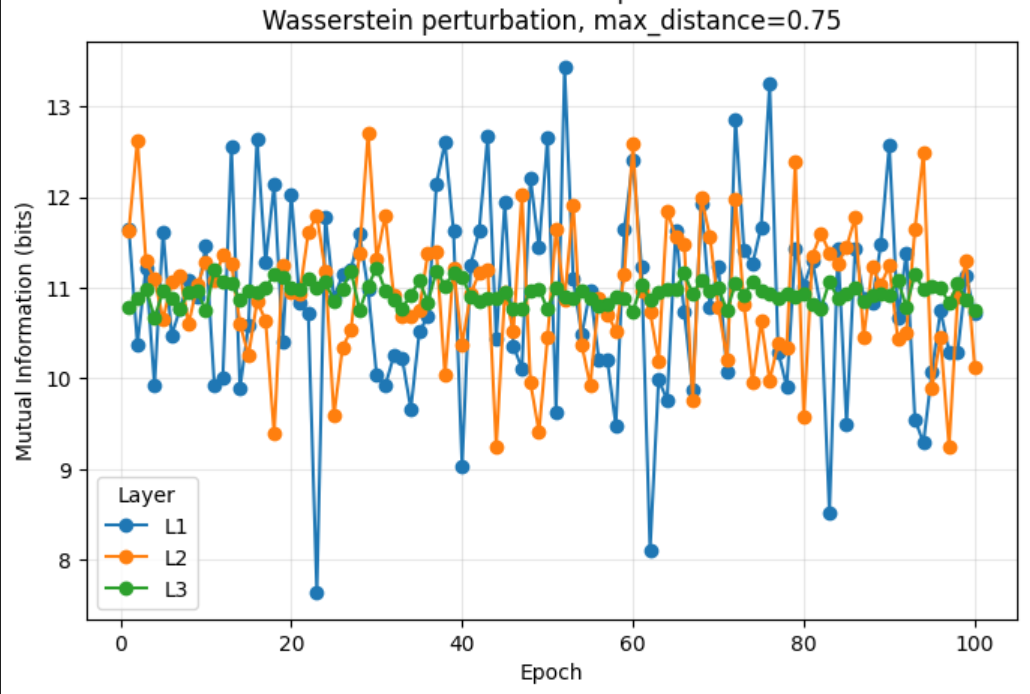 Wasserstein perturbation, max_distance=0.75
Mutual Information (bits)
13
12
11
10
9
8
Layer
L1
L2
L3
0 20 40 60 80 100
Epoch